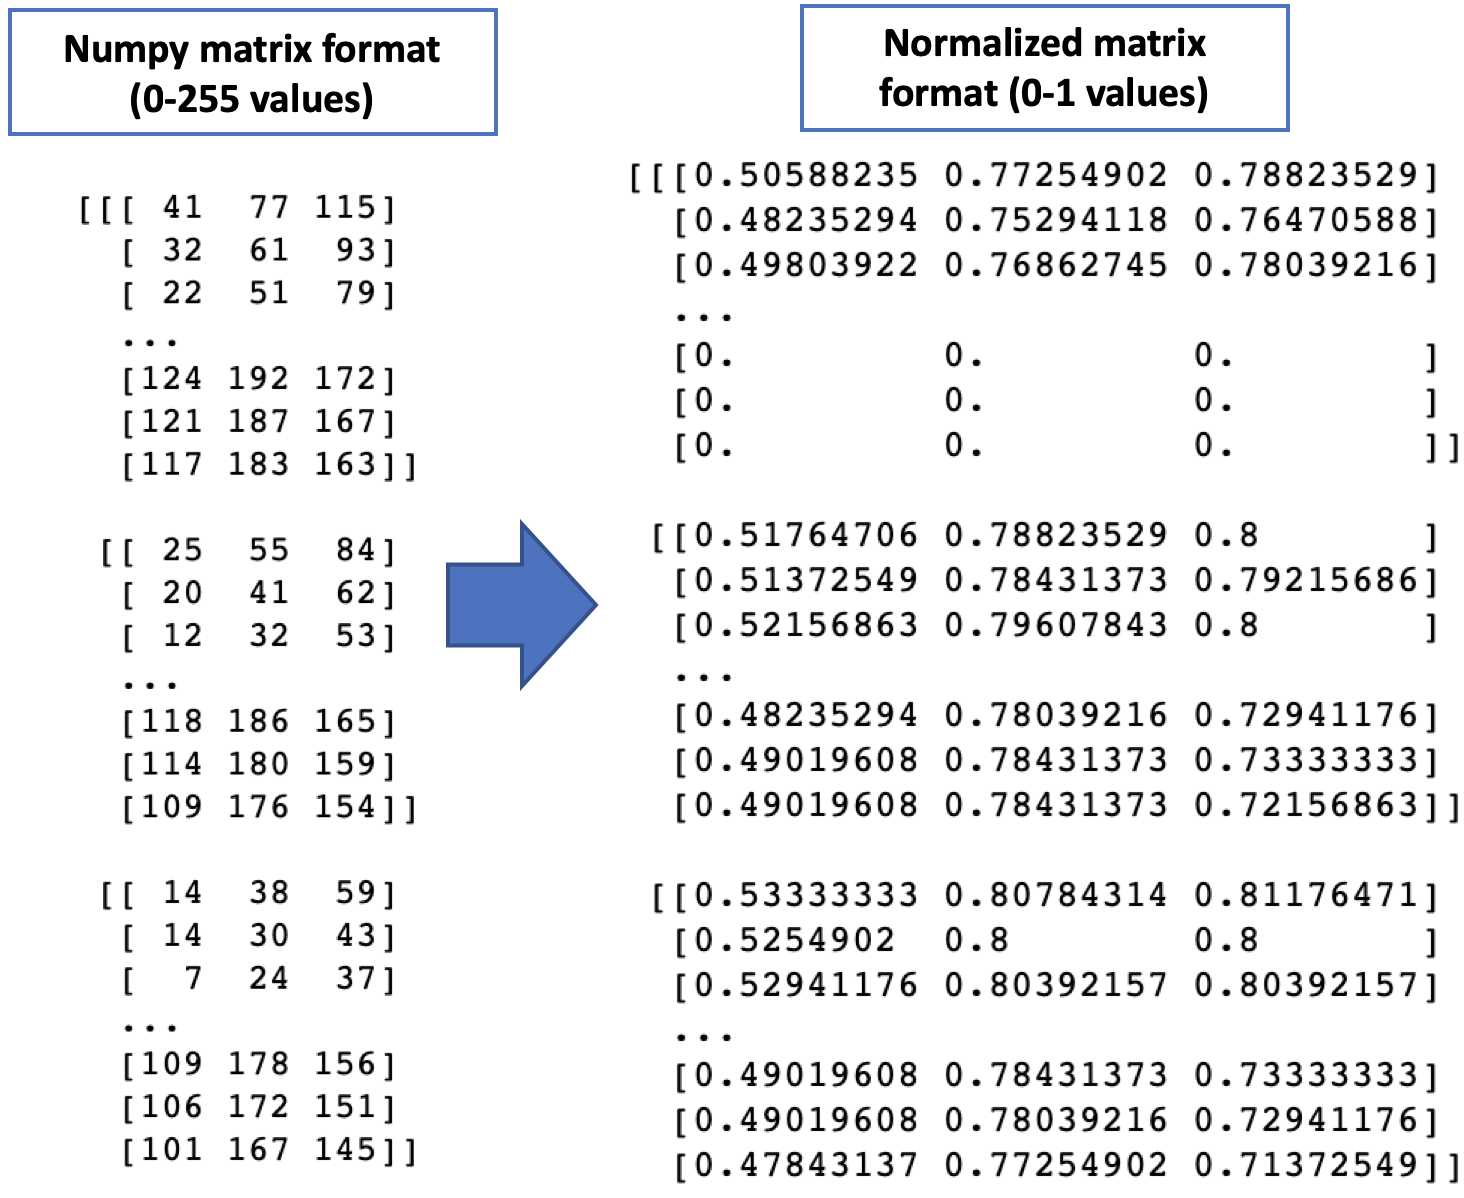 Numpy matrix format
(0-255 values)
[[[ 41 77 115]
[ 32 61 93]
[ 22 51 79]
...
[124 192 172]
[121 187 167]
[117 183 163]]
[[ 25 55 84]
[ 20 41 62]
[ 12 32 53]
...
[118 186 165]
[114 180 159]
[109 176 154]]
[[ 14 38 59]
[ 14 30 43]
[ 7 24 37]
...
[109 178 156]
[106 172 151]
[101 167 145]]
Normalized matrix
format (0-1 values)
[[[0.50588235 0.77254902 0.78823529]
[0.48235294 0.75294118 0.76470588]
[0.49803922 0.76862745 0.78039216]
...
[0. 0. 0. ]
[0. 0. 0. ]
[0. 0. 0. ]]
[[0.51764706 0.78823529 0.8 ]
[0.51372549 0.78431373 0.79215686]
[0.52156863 0.79607843 0.8 ]
...
[0.48235294 0.78039216 0.72941176]
[0.49019608 0.78431373 0.73333333]
[0.49019608 0.78431373 0.72156863]]
[[0.53333333 0.80784314 0.81176471]
[0.5254902 0.8 0.8 ]
[0.52941176 0.80392157 0.80392157]
...
[0.49019608 0.78431373 0.73333333]
[0.49019608 0.78039216 0.72941176]
[0.47843137 0.77254902 0.71372549]]